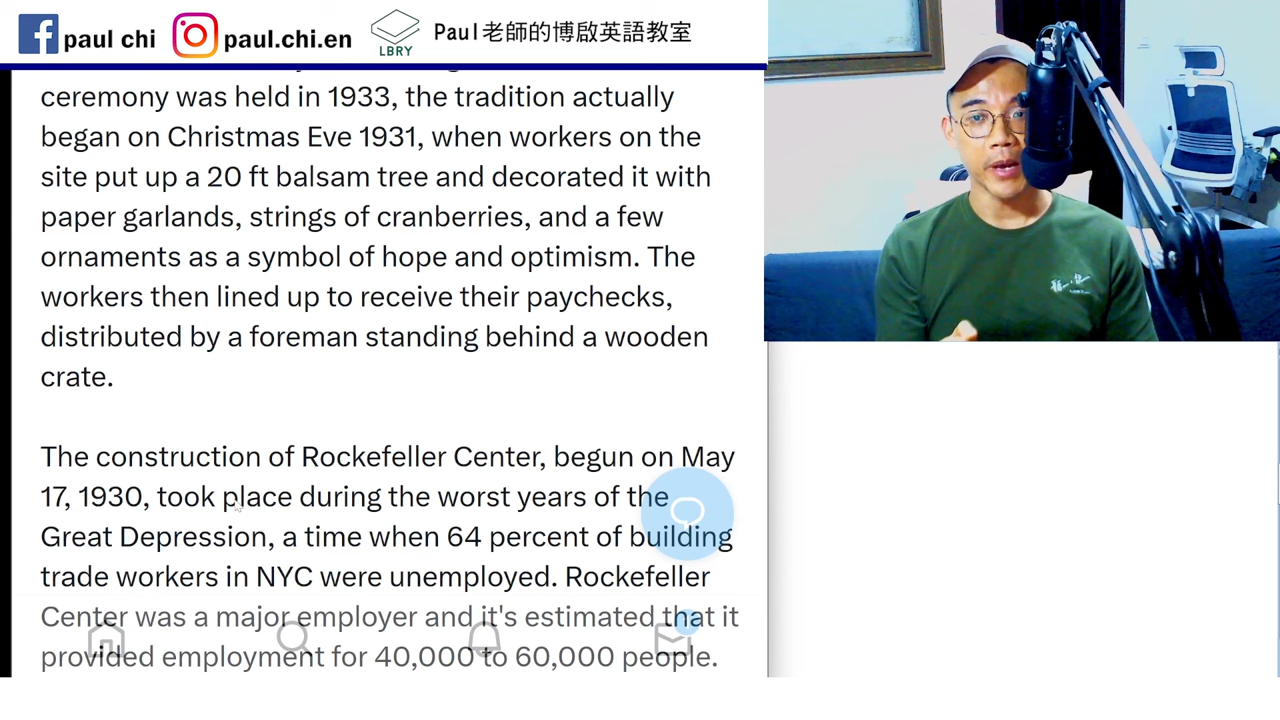 paul chi
paul.chi.en
LBRY
Paul老師的博啟英語教室
ceremony was held in 1933, the tradition actually
began on Christmas Eve 1931, when workers on the
site put up a 20 ft balsam tree and decorated it with
paper garlands, strings of cranberries, and a few
ornaments as a symbol of hope and optimism. The
workers then lined up to receive their paychecks,
distributed by a foreman standing behind a wooden
crate.
The construction of Rockefeller Center, begun on May
17, 1930, took place during the worst years of the
Great Depression, a time when 64 percent of building
trade workers in NYC were unemployed. Rockefeller
Center was a major employer and it's estimated that it
provided employment for 40,000 to 60,000 people.